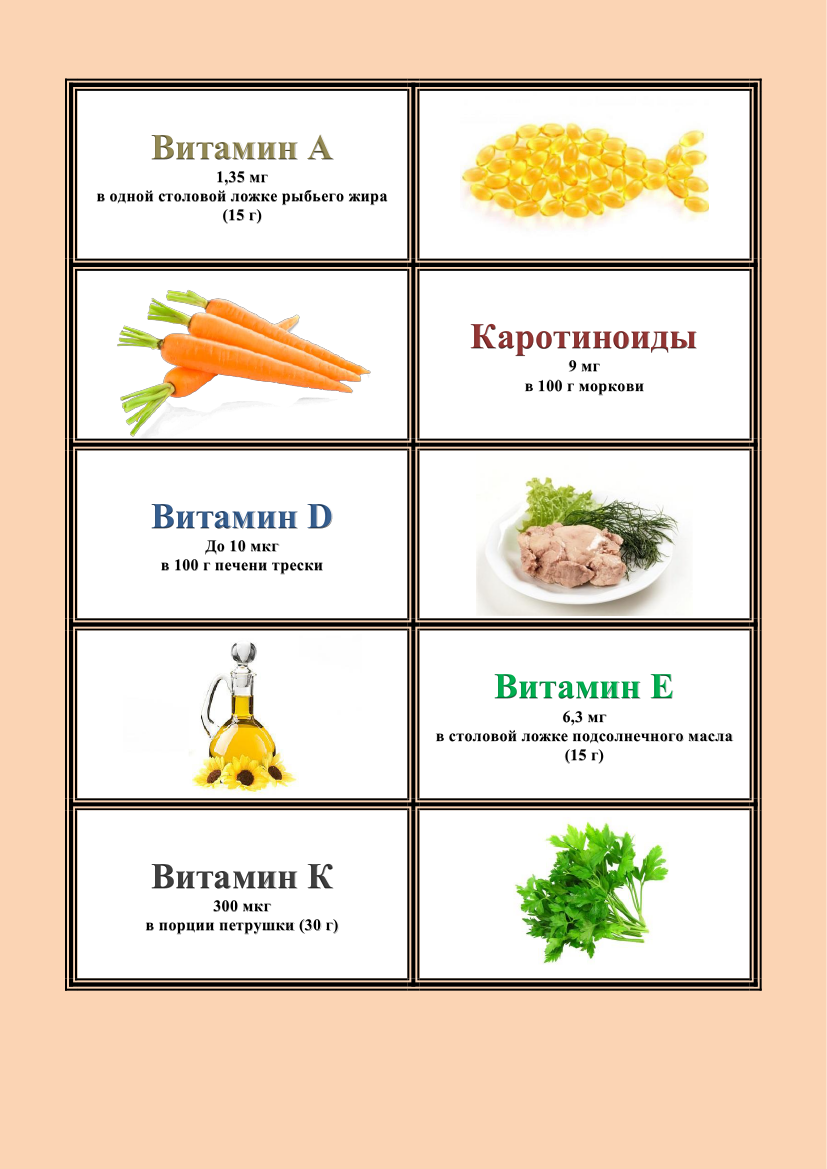 Витамин А
1,35 мг
в одной столовой ложке рыбьего жира
(15 г)
Каротиноиды
9 мг
в 100 г моркови
Витамин D
До 10 мкг
в 100 г печени трески
Витамин Е
6,3 мг
в столовой ложке подсолнечного масла
(15 г)
Витамин К
300 мкг
в порции петрушки (30 г)